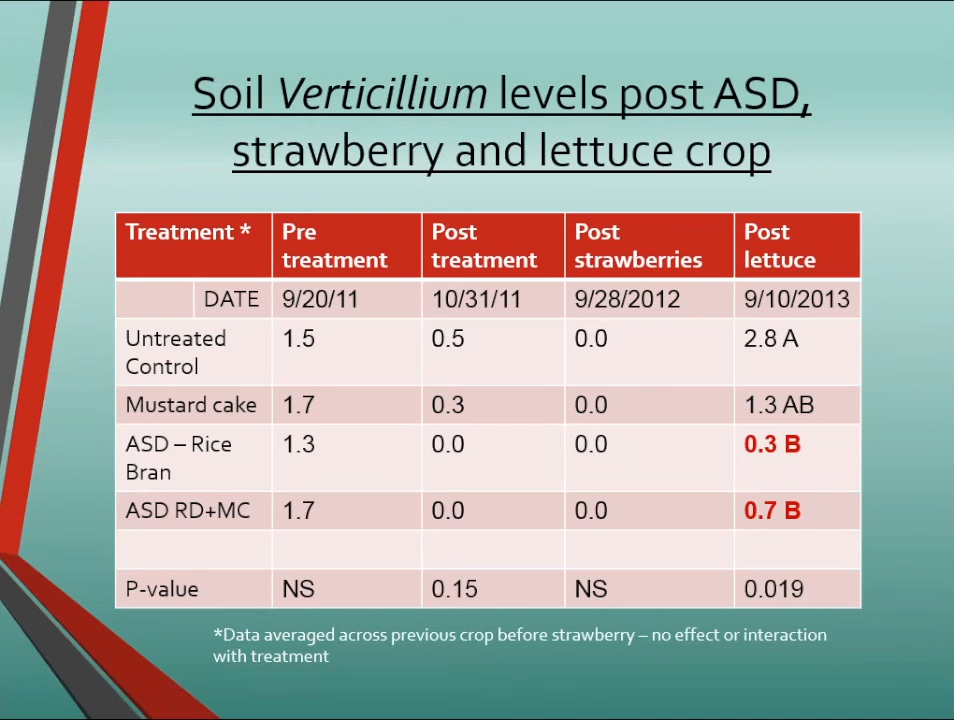 Soil Verticillium levels post ASD,
strawberry and lettuce crop
Treatment * Pre treatment Post treatment Post strawberries Post lettuce
DATE 9/20/11 10/31/11 9/28/2012 9/10/2013
Untreated Control 1.5 0.5 0.0 2.8 A
Mustard cake 1.7 0.3 0.0 1.3 AB
ASD – Rice Bran 1.3 0.0 0.0 0.3 B
ASD RD+MC 1.7 0.0 0.0 0.7 B
P-value NS 0.15 NS 0.019
*Data averaged across previous crop before strawberry – no effect or interaction
with treatment